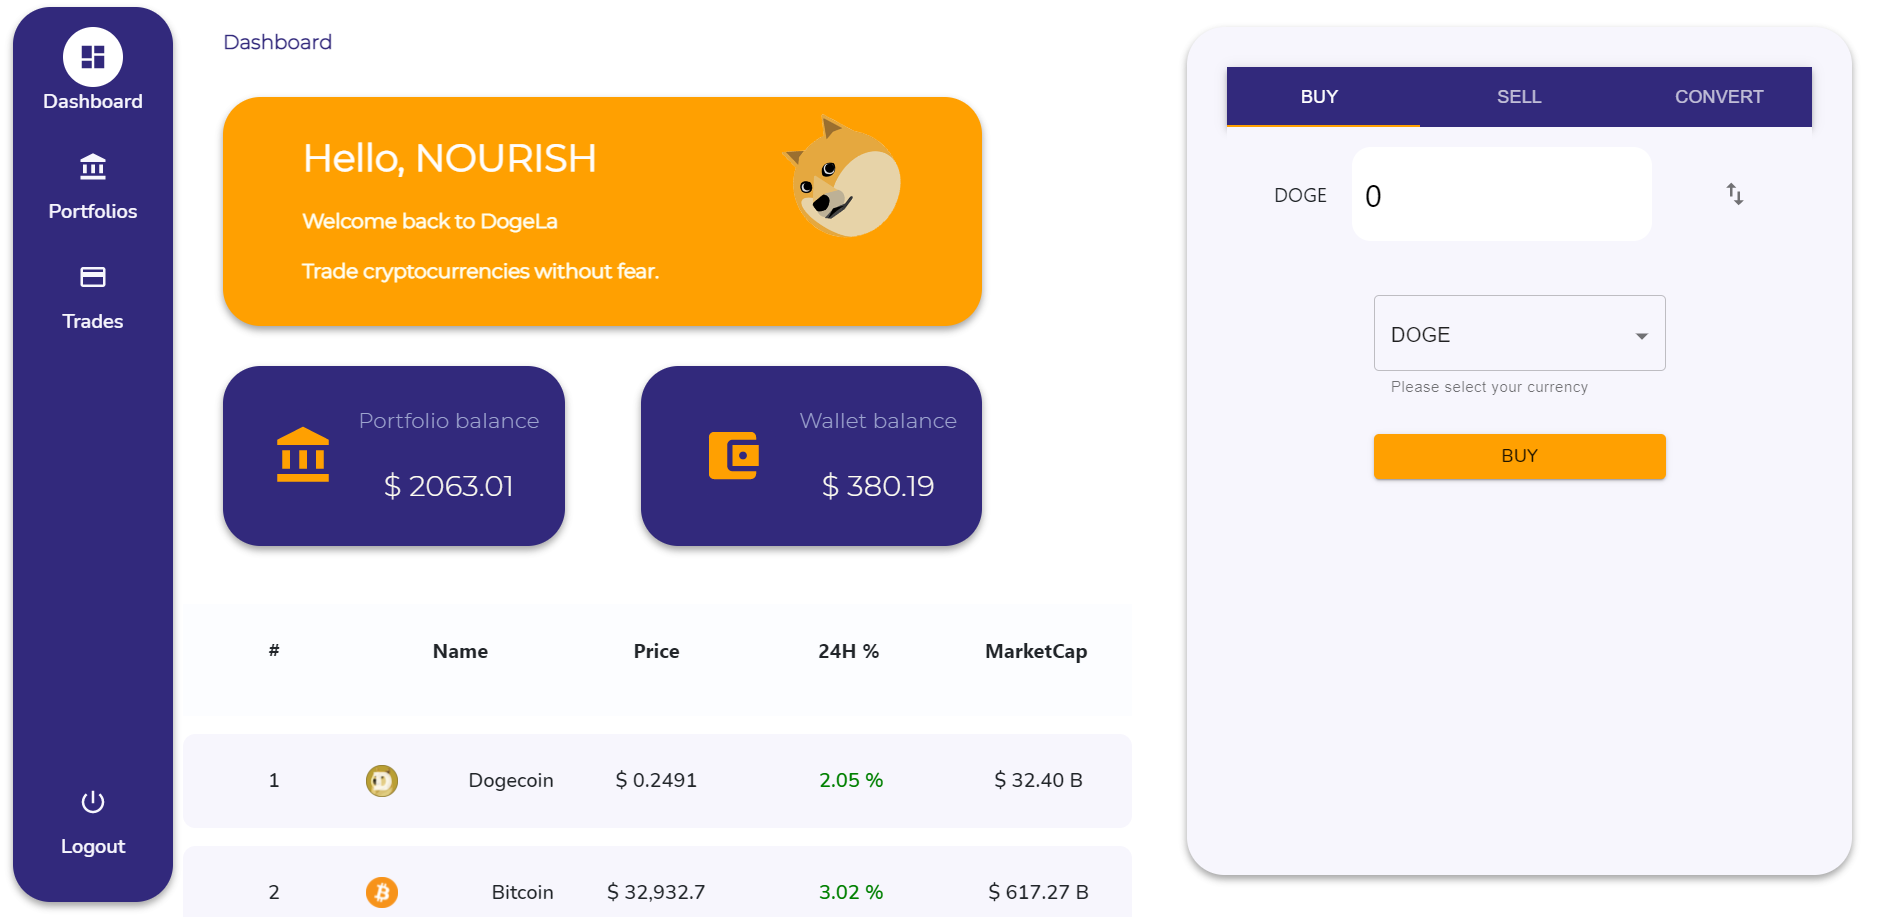 Dashboard
Portfolios
Trades
Logout
Dashboard
Hello, NOURISH
Welcome back to DogeLa
Trade cryptocurrencies without fear.
Portfolio balance
$ 2063.01
Wallet balance
$ 380.19
# Name Price 24H % MarketCap
1 Dogecoin $ 0.2491 2.05 % $ 32.40 B
2 Bitcoin $ 32,932.7 3.02 % $ 617.27 B
BUY SELL CONVERT
DOGE 0
DOGE
Please select your currency
BUY